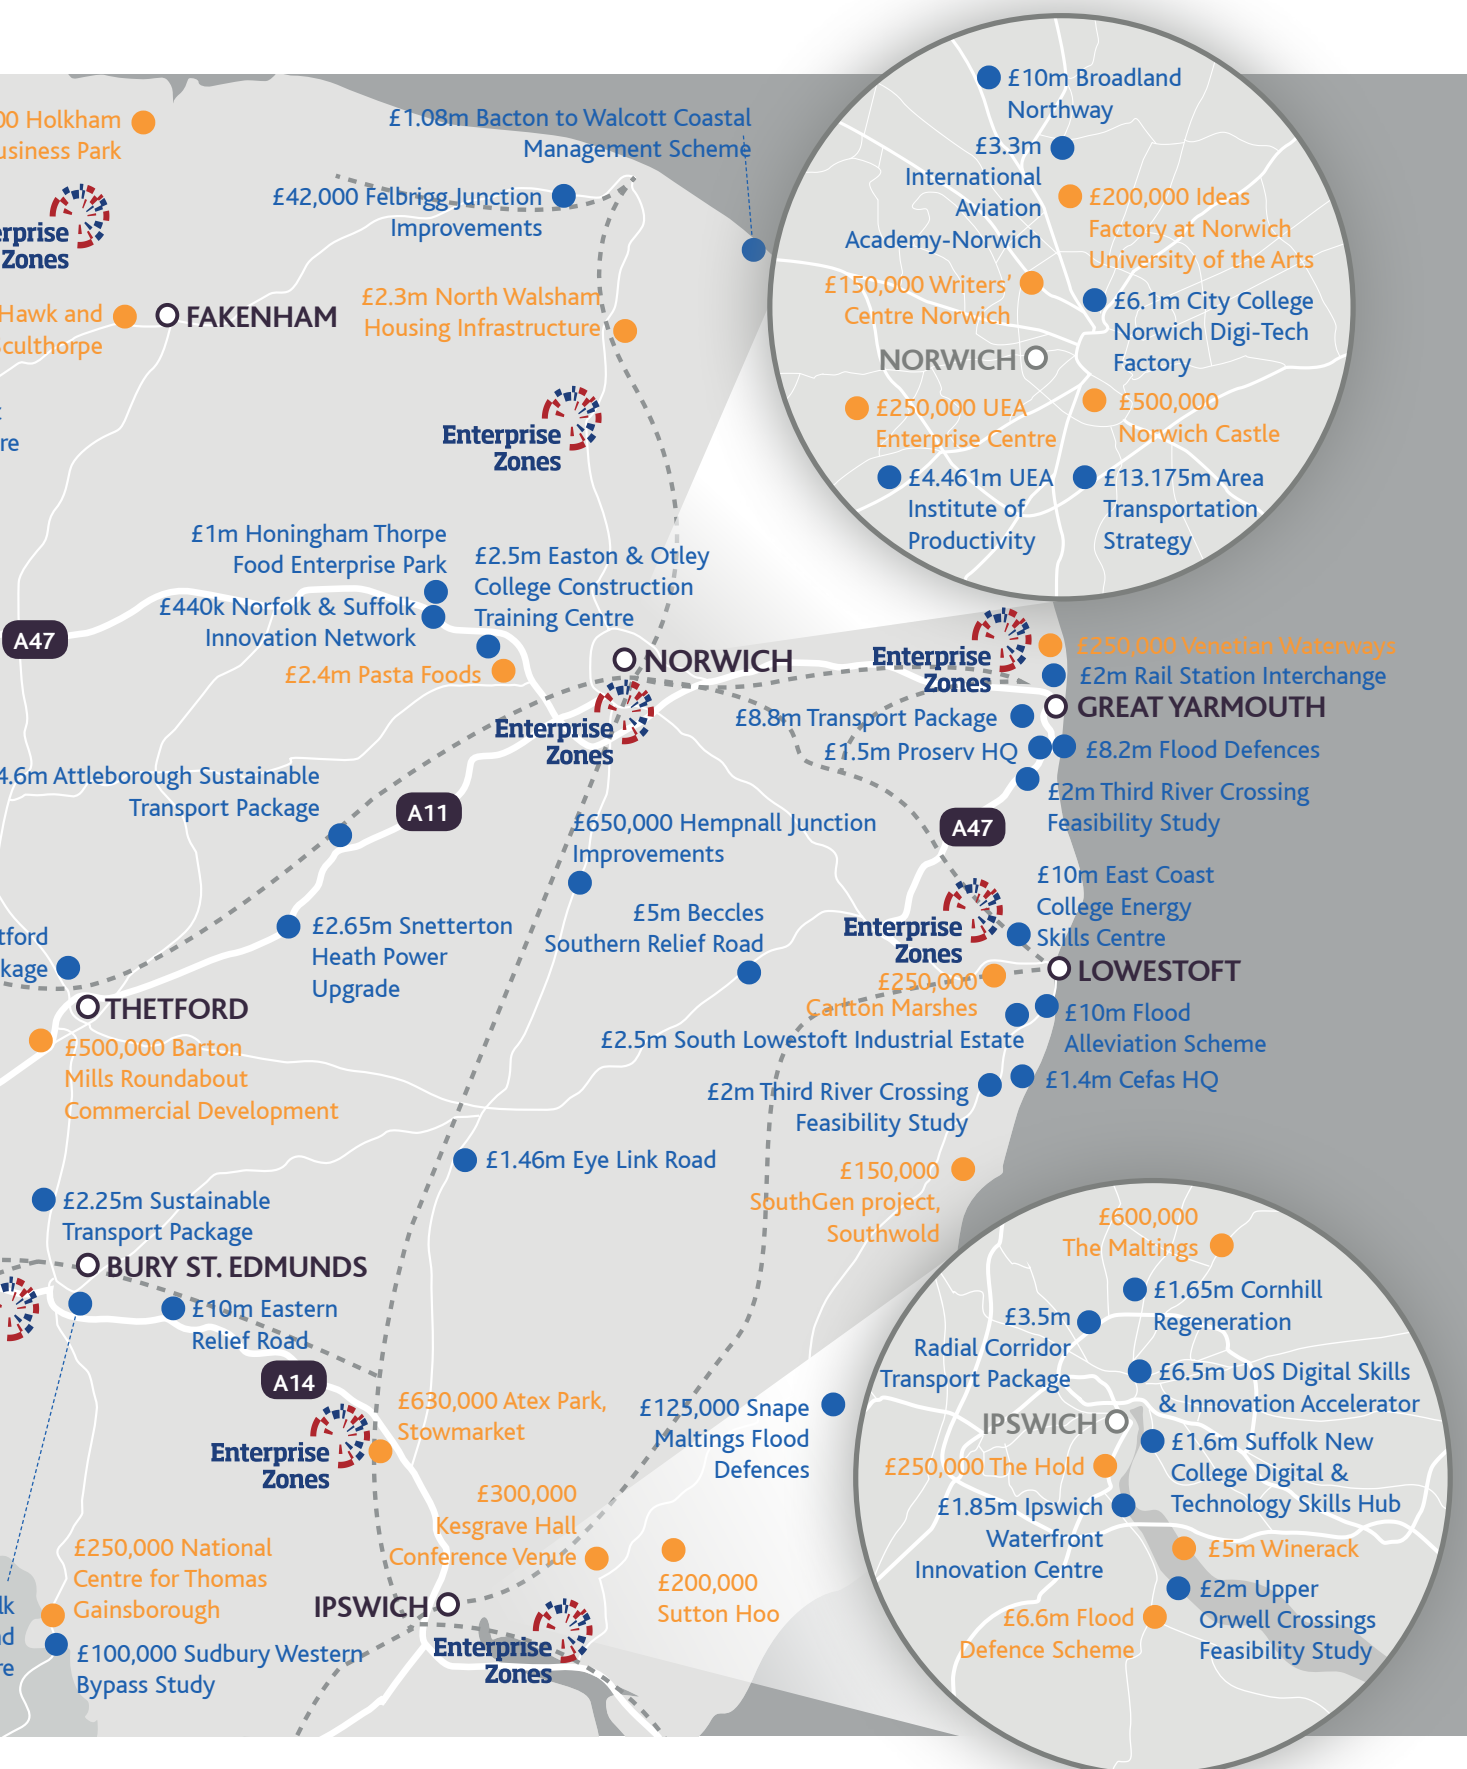 £10m Broadland
Northway
£3.3m
International
Aviation
Academy-Norwich
£200,000 Ideas
Factory at Norwich
University of the Arts
£150,000 Writers'
Centre Norwich
£6.1m City College
Norwich Digi-Tech
Factory
NORWICH
£250,000 UEA
Enterprise Centre
£500,000
Norwich Castle
£4.461m UEA
Institute of
Productivity
£13.175m Area
Transportation
Strategy
00 Holkham
usiness Park
£1.08m Bacton to Walcott Coastal
Management Scheme
£42,000 Felbrigg Junction
Improvements
erprise
Zones
£2.3m North Walsham
Housing Infrastructure
Hawk and
culthorpe
FAKENHAM
re
Enterprise
Zones
£1m Honingham Thorpe
Food Enterprise Park
£440k Norfolk & Suffolk
Innovation Network
£2.5m Easton & Otley
College Construction
Training Centre
A47
£2.4m Pasta Foods
NORWICH
Enterprise
Zones
Enterprise
Zones
£250,000 Venetian Waterways
£2m Rail Station Interchange
GREAT YARMOUTH
£8.8m Transport Package
£1.5m Proserv HQ
£8.2m Flood Defences
£2m Third River Crossing
Feasibility Study
4.6m Attleborough Sustainable
Transport Package
A11
A47
£650,000 Hempnall Junction
Improvements
£10m East Coast
College Energy
Skills Centre
£5m Beccles
Southern Relief Road
Enterprise
Zones
£2.65m Snetterton
Heath Power
Upgrade
tford
kage
THETFORD
LOWESTOFT
£250,000
Carlton Marshes
£10m Flood
Alleviation Scheme
£2.5m South Lowestoft Industrial Estate
£500,000 Barton
Mills Roundabout
Commercial Development
£2m Third River Crossing
Feasibility Study
£1.4m Cefas HQ
£1.46m Eye Link Road
£150,000
SouthGen project,
Southwold
£2.25m Sustainable
Transport Package
BURY ST. EDMUNDS
£10m Eastern
Relief Road
A14
£630,000 Atex Park,
Stowmarket
Enterprise
Zones
£125,000 Snape
Maltings Flood
Defences
£300,000
Kesgrave Hall
Conference Venue
£200,000
Sutton Hoo
£250,000 National
Centre for Thomas
Gainsborough
lk
nd
re
£100,000 Sudbury Western
Bypass Study
IPSWICH
Enterprise
Zones
£600,000
The Maltings
£1.65m Cornhill
Regeneration
£3.5m
Radial Corridor
Transport Package
£6.5m UoS Digital Skills
& Innovation Accelerator
IPSWICH
£1.6m Suffolk New
College Digital &
Technology Skills Hub
£250,000 The Hold
£1.85m Ipswich
Waterfront
Innovation Centre
£5m Winerack
£2m Upper
Orwell Crossings
Feasibility Study
£6.6m Flood
Defence Scheme